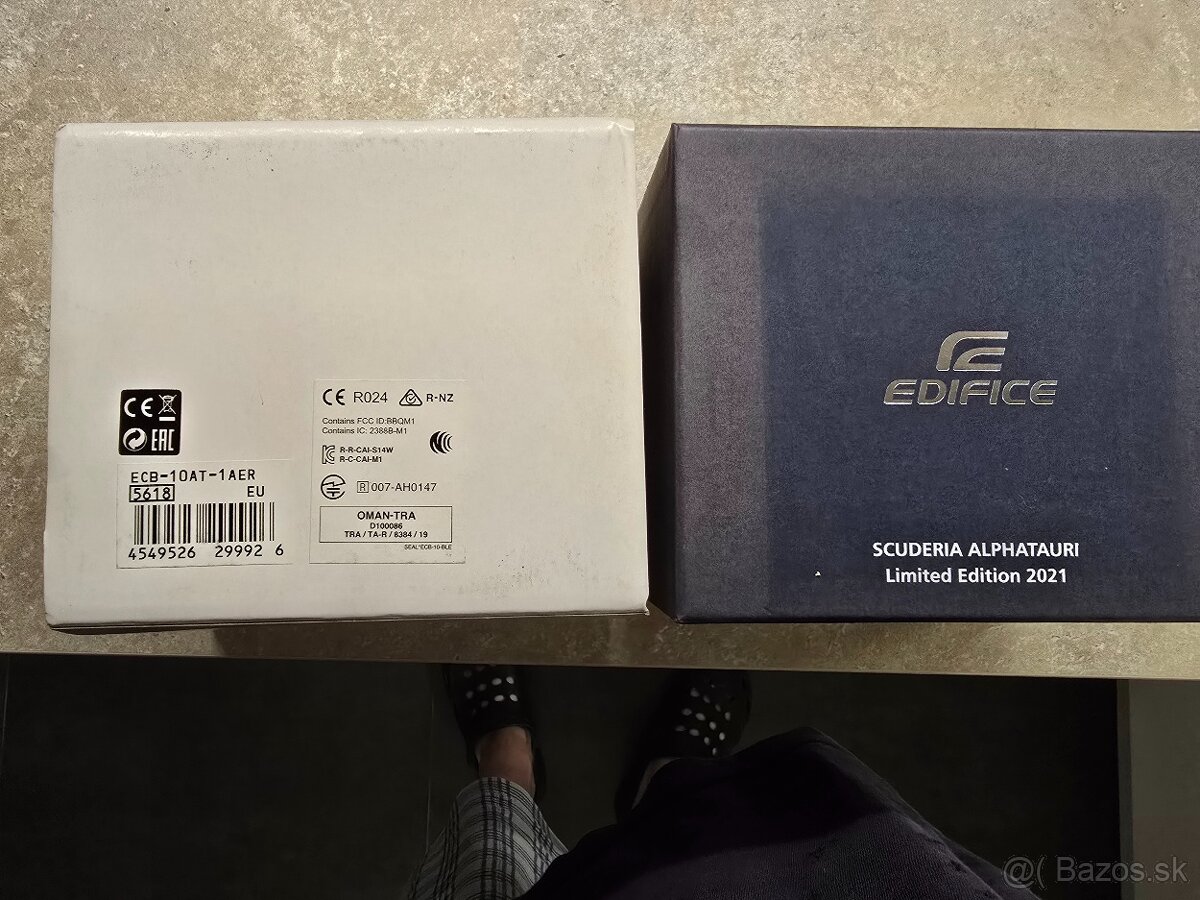 CE
EAC
ECB-10AT-1AER
5618 EU
4549526 29992 6
CE R024 R-NZ
Contains FCC ID:BBQM1
Contains IC: 2388B-M1
R-R-CAI-S14W
R-C-CAI-M1
R 007-AH0147
OMAN-TRA
D100086
TRA / TA-R / 8384 / 19
SEAL*ECB-10-BLE
EDIFICE
SCUDERIA ALPHATAURI
Limited Edition 2021
@( Bazos.sk